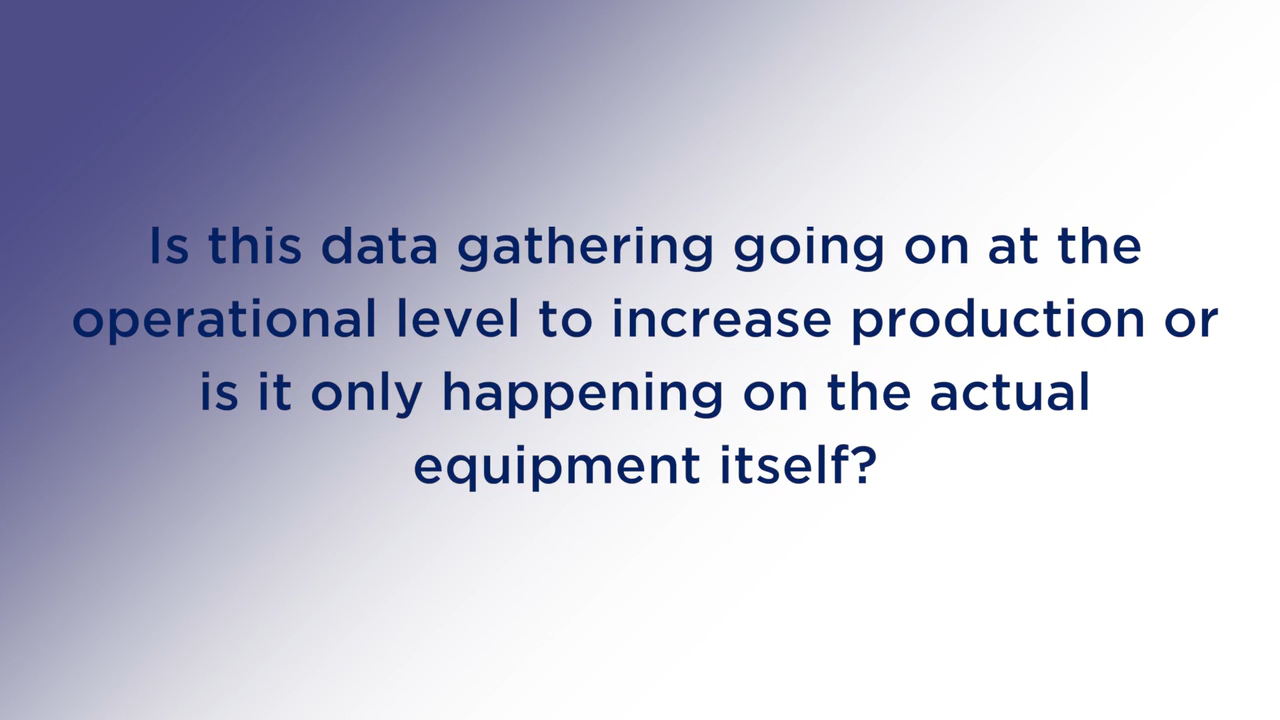 Is this data gathering going on at the
operational level to increase production or
is it only happening on the actual
equipment itself?